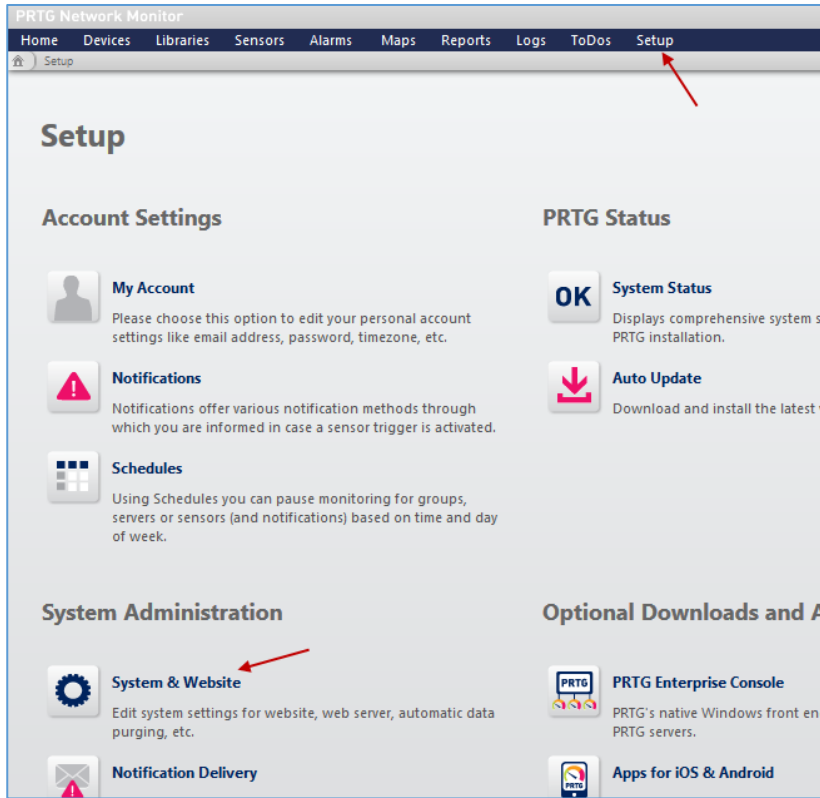 PRTG Network Monitor
Home Devices Libraries Sensors Alarms Maps Reports Logs ToDos Setup
Setup
Setup
Account Settings
My Account
Please choose this option to edit your personal account
settings like email address, password, timezone, etc.
Notifications
Notifications offer various notification methods through
which you are informed in case a sensor trigger is activated.
Schedules
Using Schedules you can pause monitoring for groups,
servers or sensors (and notifications) based on time and day
of week.
PRTG Status
OK
System Status
Displays comprehensive system s
PRTG installation.
Auto Update
Download and install the latest
System Administration
System & Website
Edit system settings for website, web server, automatic data
purging, etc.
Notification Delivery
Optional Downloads and A
PRTG
PRTG Enterprise Console
PRTG's native Windows front en
PRTG servers.
PRTG
Apps for iOS & Android